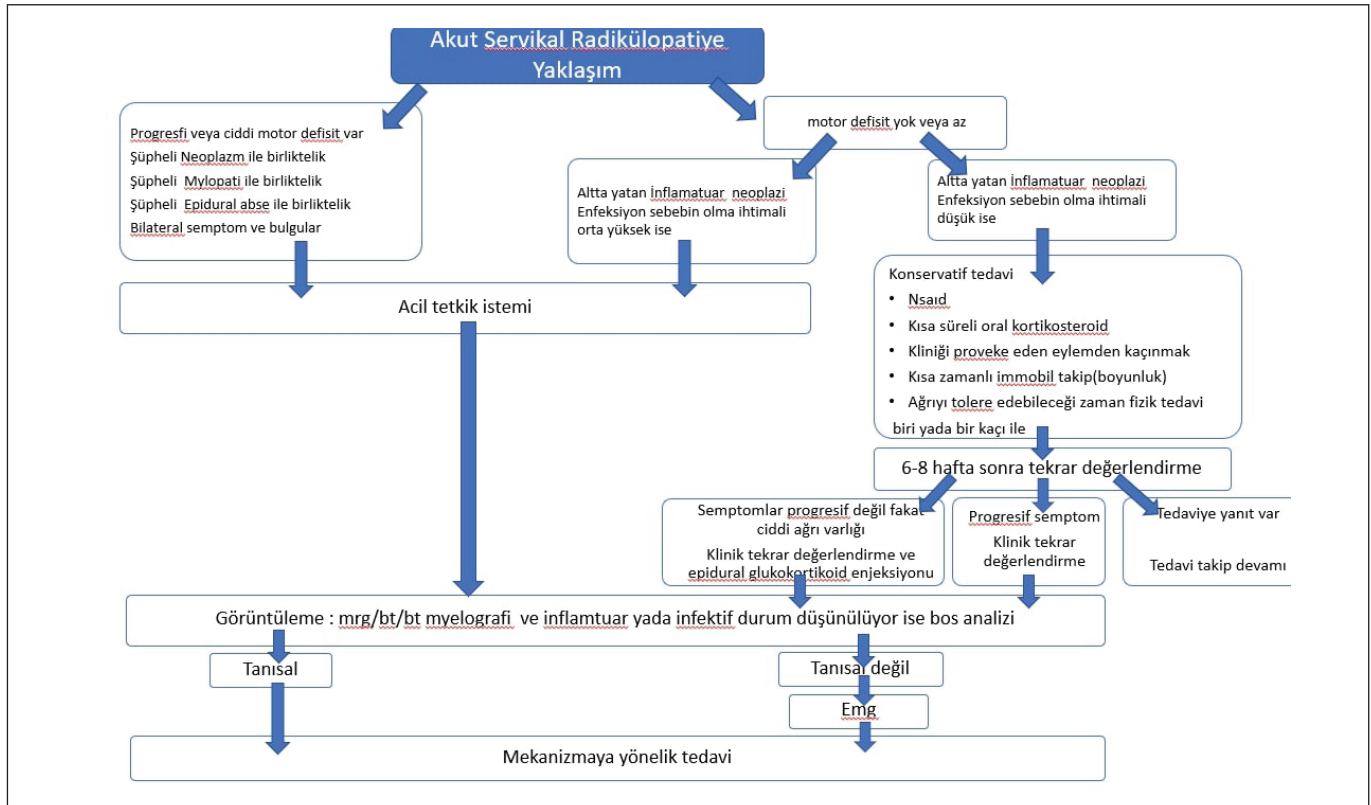 Akut Servikal Radikülopatiye
Yaklaşım
Progresfi veya ciddi motor defisit var
Şüpheli Neoplazm ile birliktelik
Şüpheli Mylopati ile birliktelik
Şüpheli Epidural abse ile birliktelik
Bilateral semptom ve bulgular
motor defisit yok veya az
Altta yatan İnflamatuar neoplazi
Enfeksiyon sebebin olma ihtimali
orta yüksek ise
Altta yatan İnflamatuar neoplazi
Enfeksiyon sebebin olma ihtimali
düşük ise
Acil tetkik istemi
Konservatif tedavi
• Nsaıd
• Kısa süreli oral kortikosteroid
• Kliniği proveke eden eylemden kaçınmak
• Kısa zamanlı immobil takip(boyunluk)
• Ağrıyı tolere edebileceği zaman fizik tedavi
biri yada bir kaçı ile
6-8 hafta sonra tekrar değerlendirme
Semptomlar progresif değil fakat
ciddi ağrı varlığı
Klinik tekrar değerlendirme ve
epidural glukokortikoid enjeksiyonu
Progresif semptom
Klinik tekrar
değerlendirme
Tedaviye yanıt var
Tedavi takip devamı
Görüntüleme : mrg/bt/bt myelografi ve inflamtuar yada infektif durum düşünülüyor ise bos analizi
Tanısal
Tanısal değil
Emg
Mekanizmaya yönelik tedavi